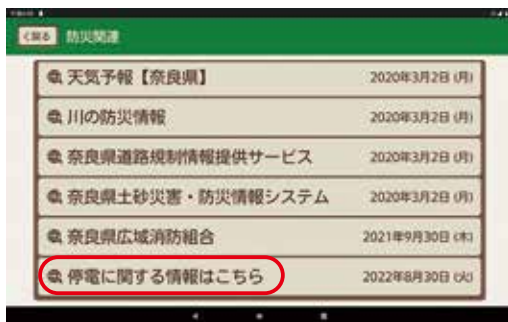 <戻る 防災関連
天気予報【奈良県】 2020年3月2日(月)
川の防災情報 2020年3月2日(月)
奈良県道路規制情報提供サービス 2020年3月2日(月)
奈良県土砂災害・防災情報システム 2020年3月2日(月)
奈良県広域消防組合 2021年9月30日(木)
停電に関する情報はこちら 2022年8月30日(火)